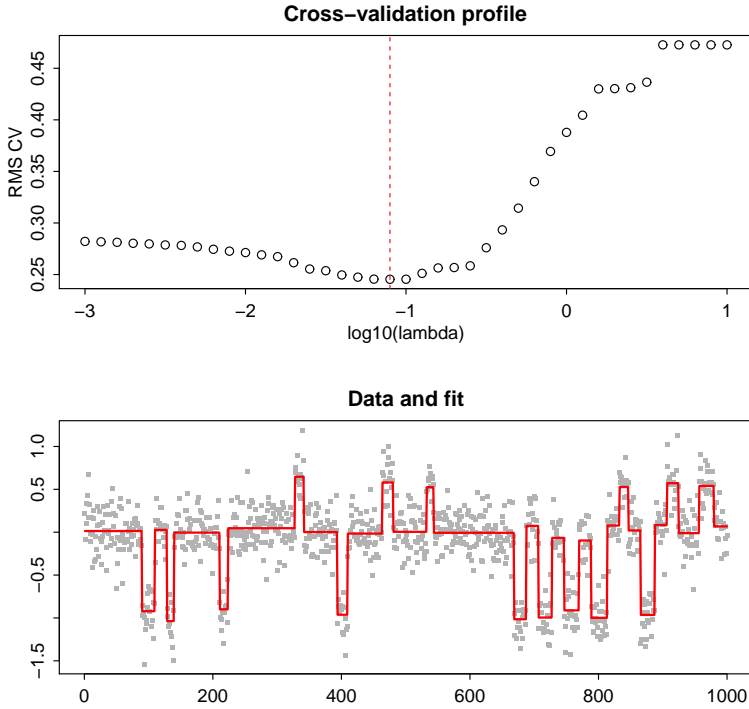 Cross−validation profile
RMS CV
0.45
0.40
0.35
0.30
0.25
−3 −2 −1 0 1
log10(lambda)
Data and fit
1.0
0.5
−0.5
−1.5
0 200 400 600 800 1000